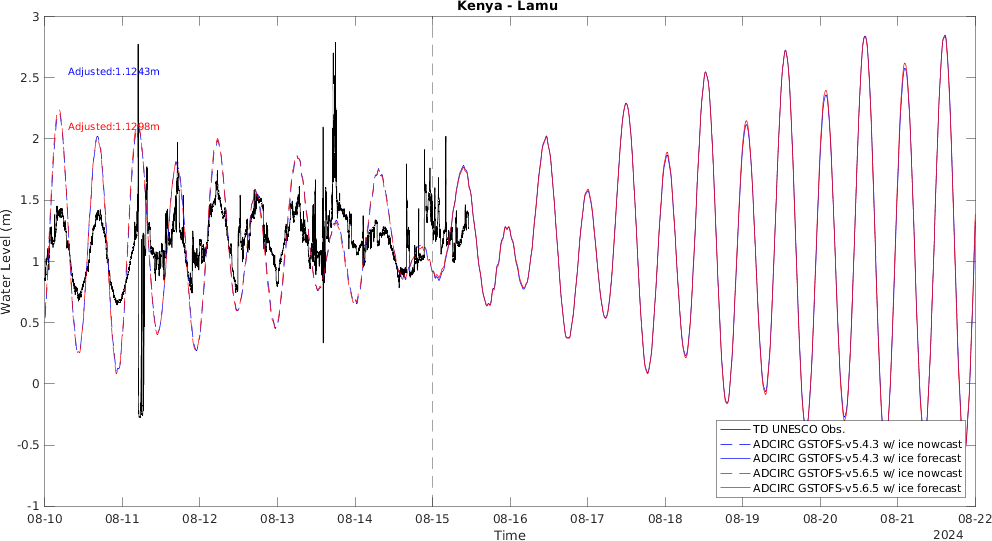 Kenya - Lamu
3
2.5
2
1.5
1
0.5
0
-0.5
-1
Water Level (m)
Adjusted:1.1243m
Adjusted:1.1298m
TD UNESCO Obs.
ADCIRC GSTOFS-v5.4.3 w/ ice nowcast
ADCIRC GSTOFS-v5.4.3 w/ ice forecast
ADCIRC GSTOFS-v5.6.5 w/ ice nowcast
ADCIRC GSTOFS-v5.6.5 w/ ice forecast
08-10 08-11 08-12 08-13 08-14 08-15 08-16 08-17 08-18 08-19 08-20 08-21 08-22
Time
2024